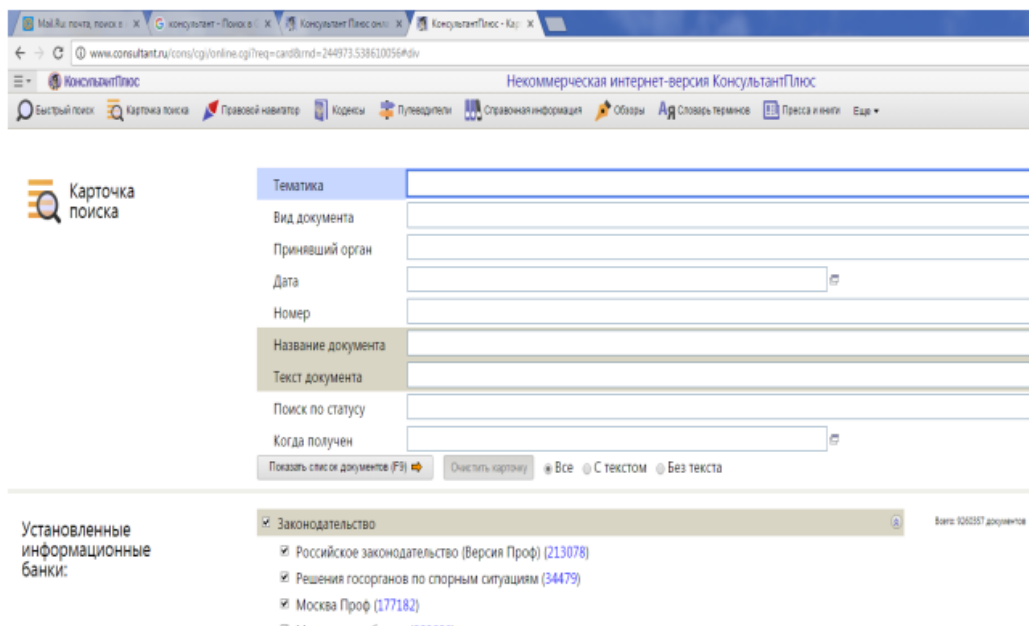 Mail.Ru: почта, поиск в
консультант - Поиск в
Консультант Плюс онл
КонсультантПлюс - Кар
www.consultant.ru/cons/cgi/online.cgi?req=card&rnd=244973.538610056#div
КонсультантПлюс
Некоммерческая интернет-версия КонсультантПлюс
Быстрый поиск Карточка поиска Правовой навигатор Кодексы Путеводители Справочная информация Обзоры Словарь терминов Пресса и книги Еще
Карточка
поиска
Тематика
Вид документа
Принявший орган
Дата
Номер
Название документа
Текст документа
Поиск по статусу
Когда получен
Показать список документов (F9) Очистить карточку Все С текстом Без текста
Установленные
информационные
банки:
Законодательство
Всего: 9260357 документов
Российское законодательство (Версия Проф) (213078)
Решения госорганов по спорным ситуациям (34479)
Москва Проф (177182)